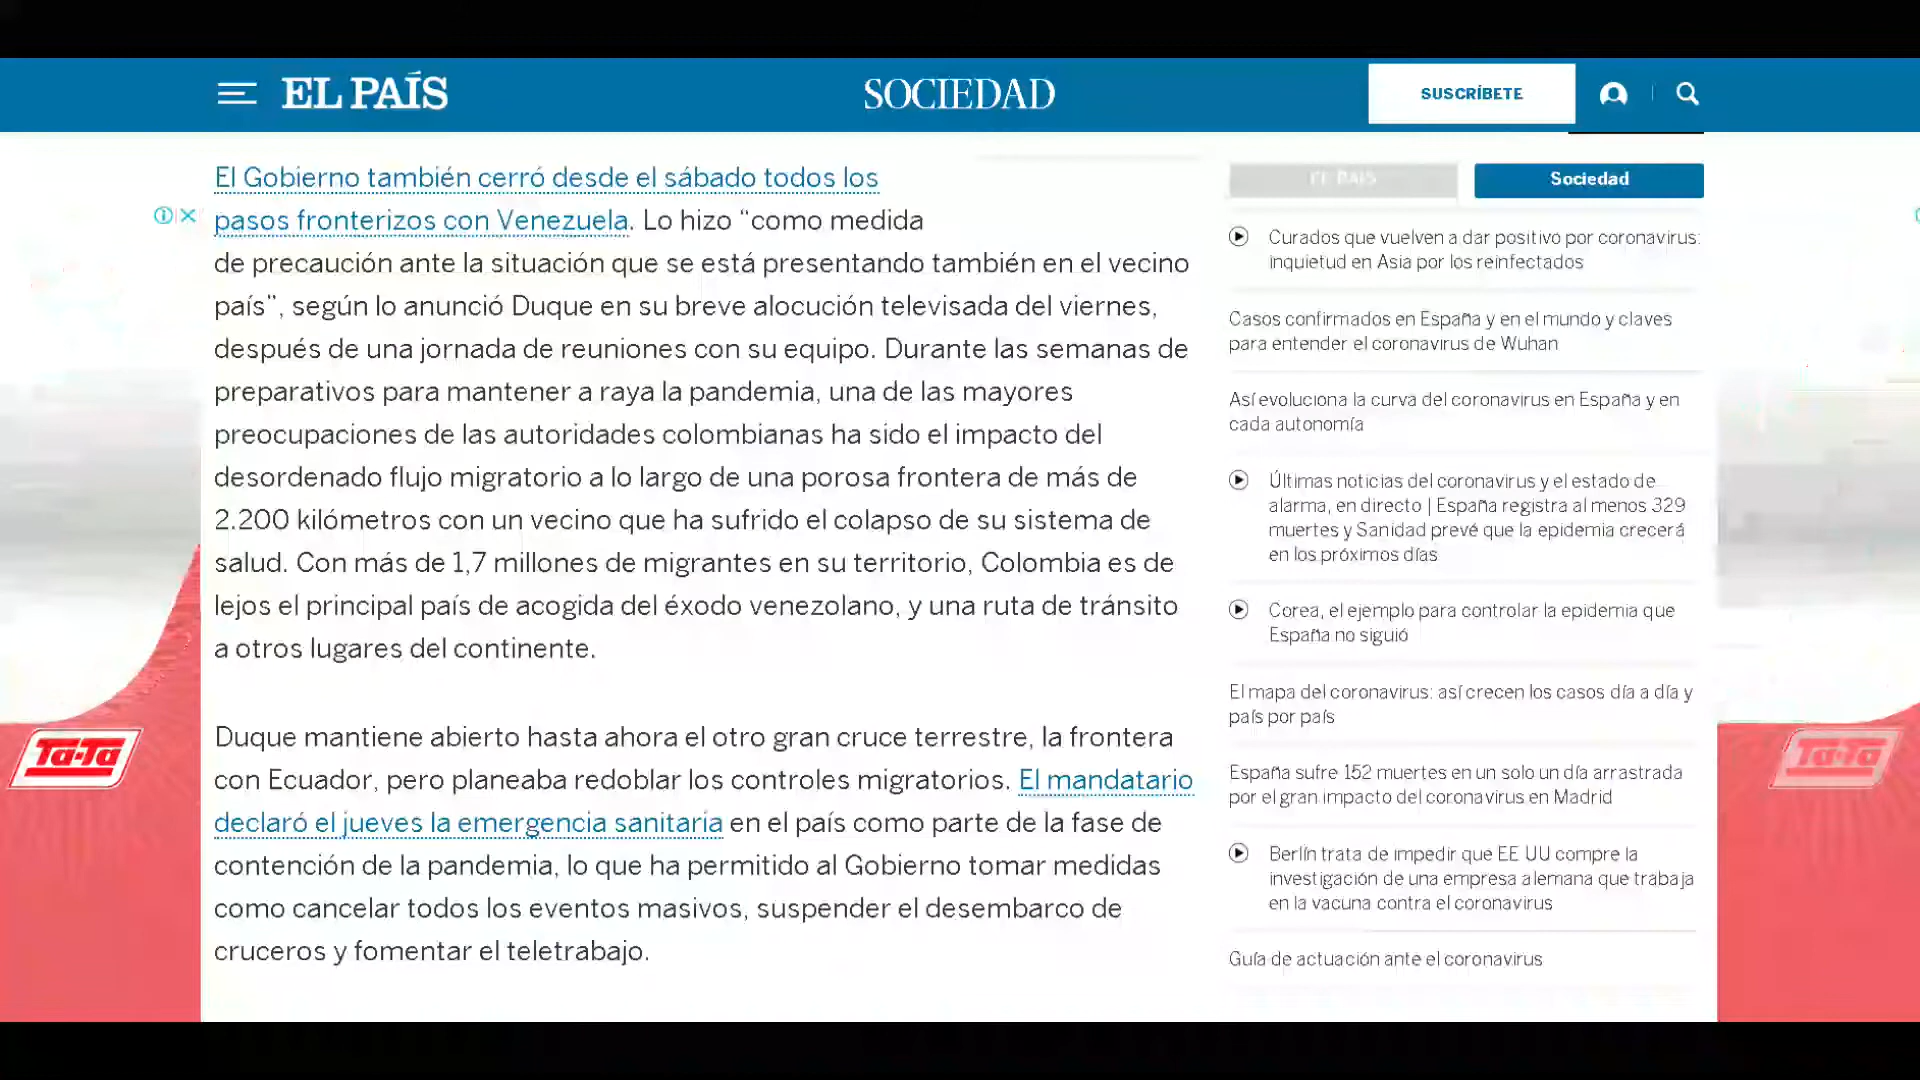 EL PAÍS
SOCIEDAD
SUSCRÍBETE
El Gobierno también cerró desde el sábado todos los
pasos fronterizos con Venezuela. Lo hizo “como medida
de precaución ante la situación que se está presentando también en el vecino
país”, según lo anunció Duque en su breve alocución televisada del viernes,
después de una jornada de reuniones con su equipo. Durante las semanas de
preparativos para mantener a raya la pandemia, una de las mayores
preocupaciones de las autoridades colombianas ha sido el impacto del
desordenado flujo migratorio a lo largo de una porosa frontera de más de
2.200 kilómetros con un vecino que ha sufrido el colapso de su sistema de
salud. Con más de 1,7 millones de migrantes en su territorio, Colombia es de
lejos el principal país de acogida del éxodo venezolano, y una ruta de tránsito
a otros lugares del continente.
Duque mantiene abierto hasta ahora el otro gran cruce terrestre, la frontera
con Ecuador, pero planeaba redoblar los controles migratorios. El mandatario
declaró el jueves la emergencia sanitaria en el país como parte de la fase de
contención de la pandemia, lo que ha permitido al Gobierno tomar medidas
como cancelar todos los eventos masivos, suspender el desembarco de
cruceros y fomentar el teletrabajo.
EL PAÍS
Sociedad
Curados que vuelven a dar positivo por coronavirus:
inquietud en Asia por los reinfectados
Casos confirmados en España y en el mundo y claves
para entender el coronavirus de Wuhan
Así evoluciona la curva del coronavirus en España y en
cada autonomía
Últimas noticias del coronavirus y el estado de
alarma, en directo | España registra al menos 329
muertes y Sanidad prevé que la epidemia crecerá
en los próximos días
Corea, el ejemplo para controlar la epidemia que
España no siguió
El mapa del coronavirus: así crecen los casos día a día y
país por país
España sufre 152 muertes en un solo un día arrastrada
por el gran impacto del coronavirus en Madrid
Berlín trata de impedir que EE UU compre la
investigación de una empresa alemana que trabaja
en la vacuna contra el coronavirus
Guía de actuación ante el coronavirus
Ta-Ta
Ta-Ta